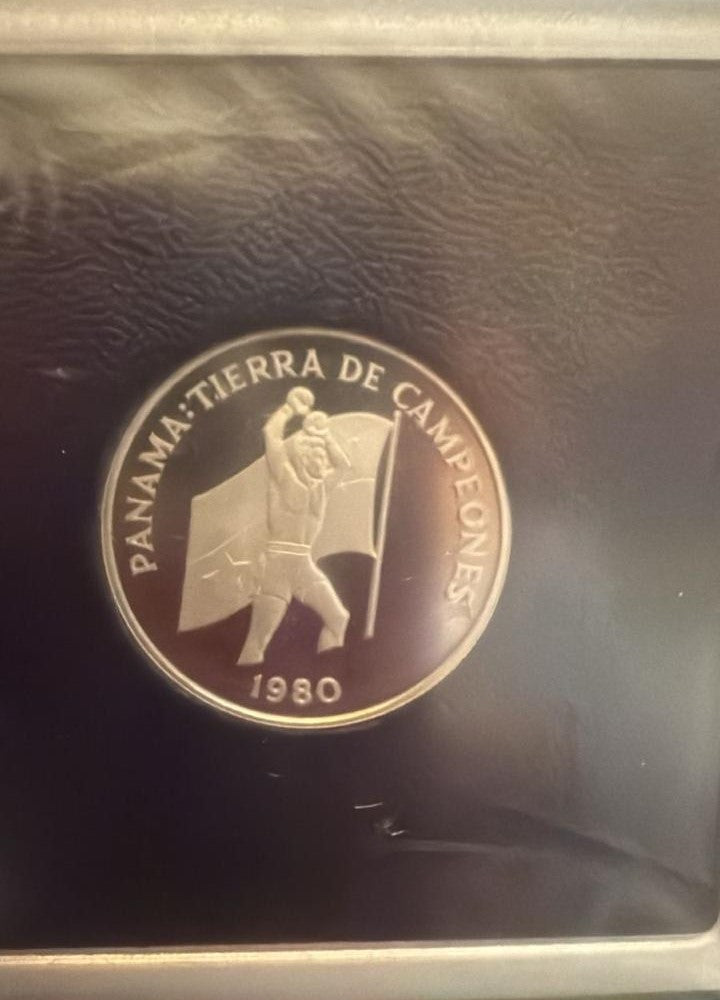 PANAMA: TIERRA DE CAMPEONES
1980